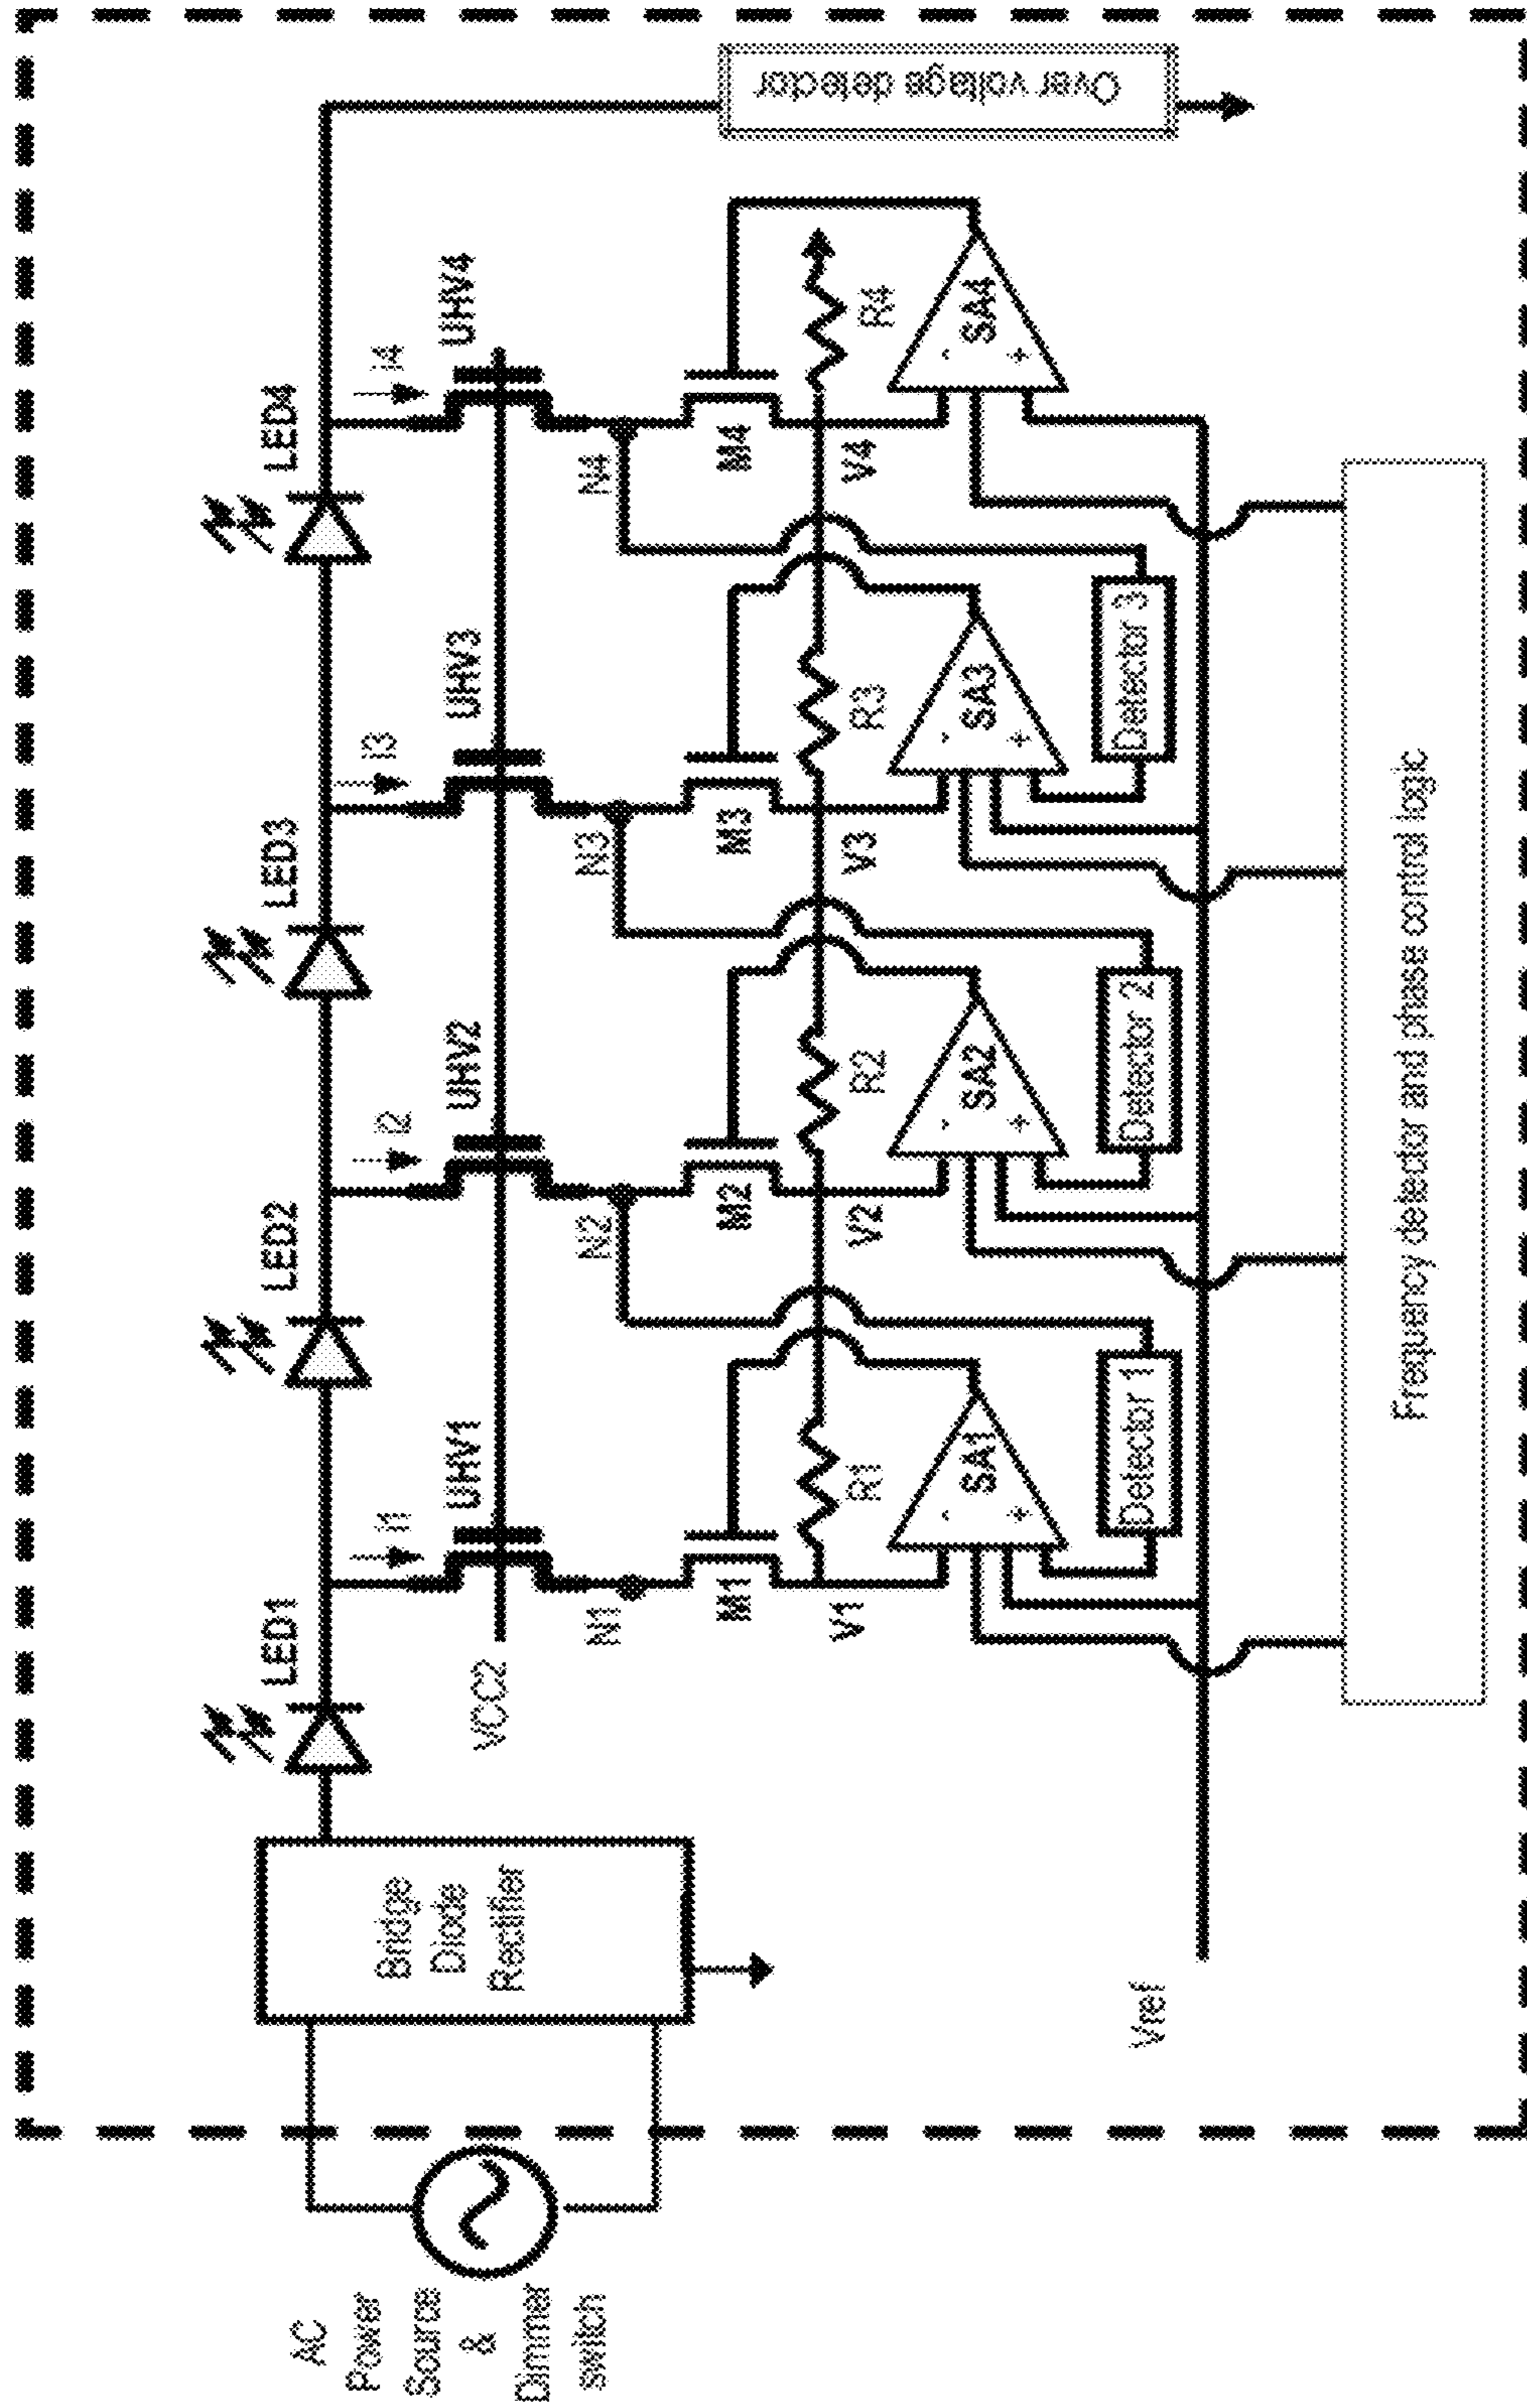 AC
Power
Source
&
Dimmer
switch
Bridge
Diode
Rectifier
LED1
LED2
LED3
LED4
I1
I2
I3
I4
UHV1
UHV2
UHV3
UHV4
VCC2
N1
N2
N3
N4
M1
M2
M3
M4
R1
R2
R3
R4
V1
V2
V3
V4
-
-
-
-
SA1
SA2
SA3
SA4
+
+
+
+
Detector 1
Detector 2
Detector 3
Vref
Over voltage detector
Frequency detector and phase control logic